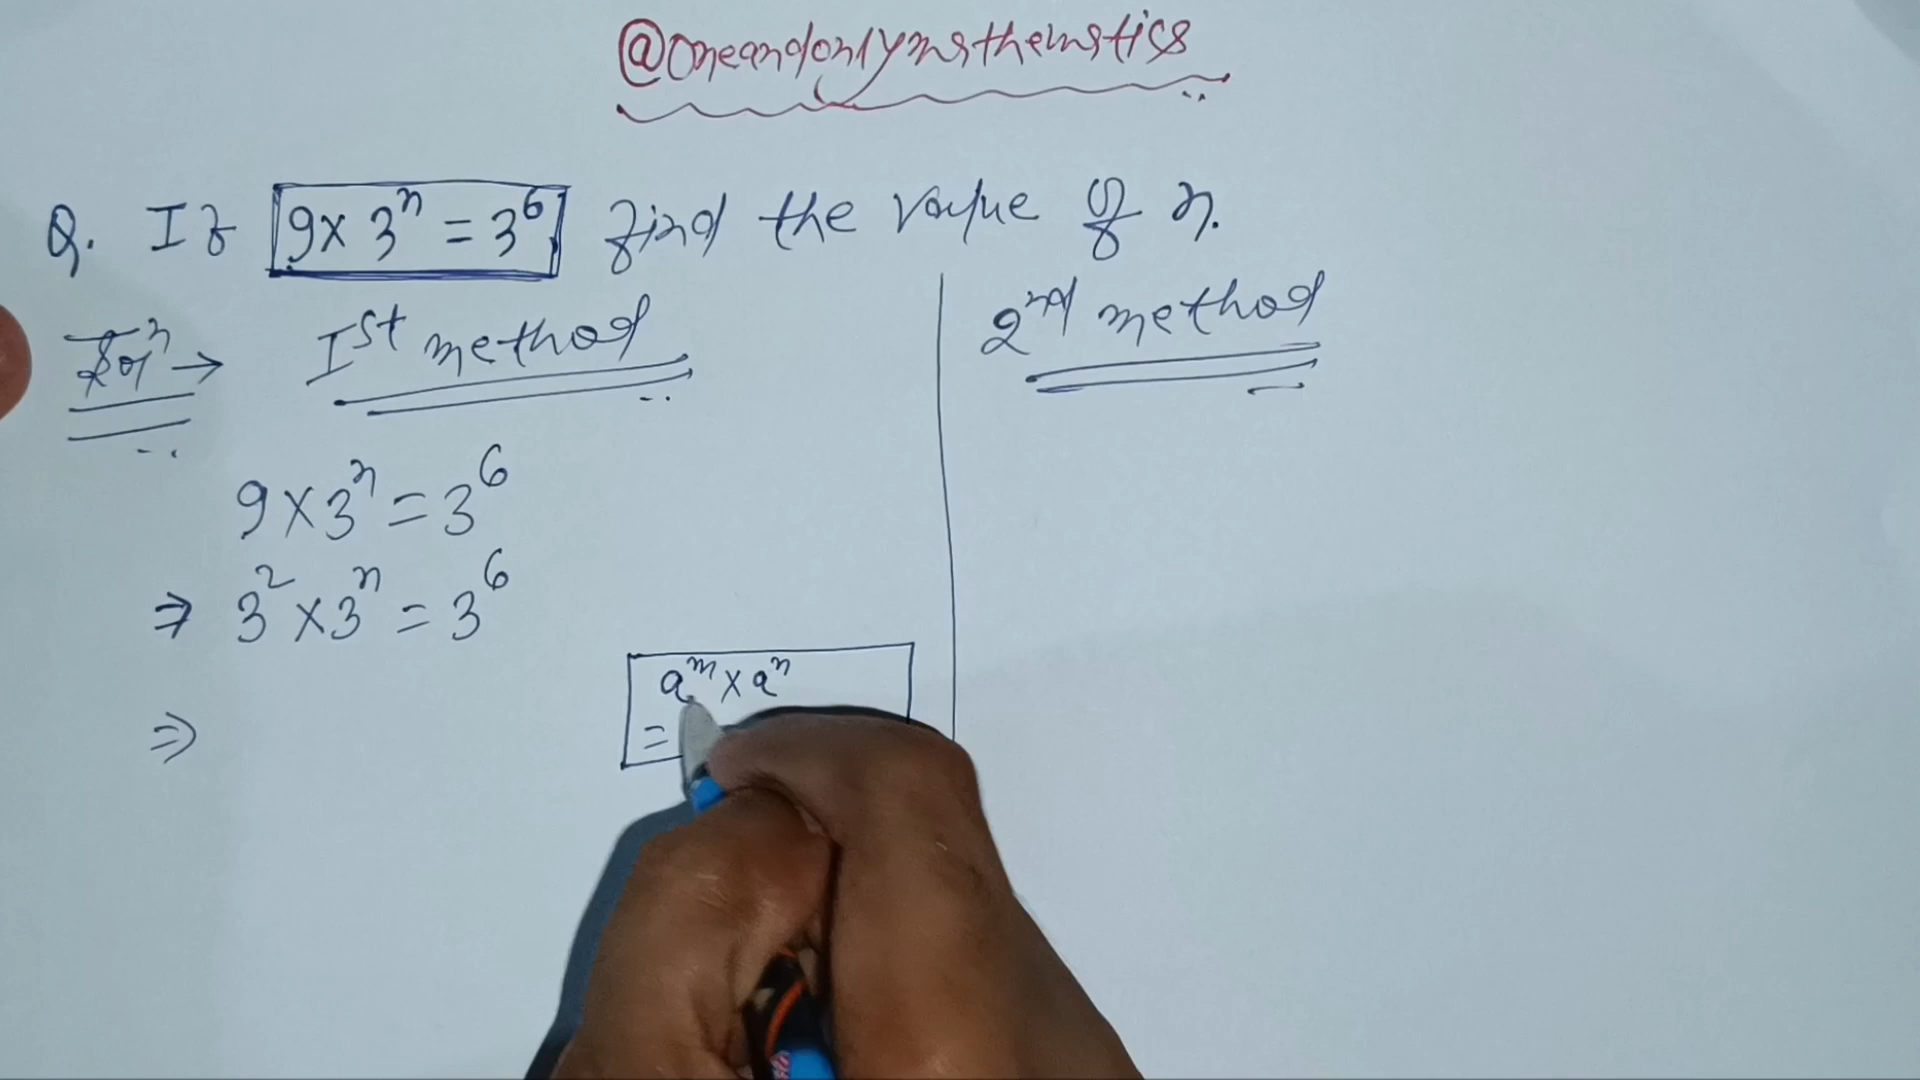 @Oneandonlymathematics
Q. If 9x 3ⁿ = 3⁶ find the value of n.
Solⁿ → Iˢᵗ method
9 x 3ⁿ = 3⁶
⇒ 3² x 3ⁿ = 3⁶
⇒
aᵐ x aⁿ
=
2ⁿᵈ method